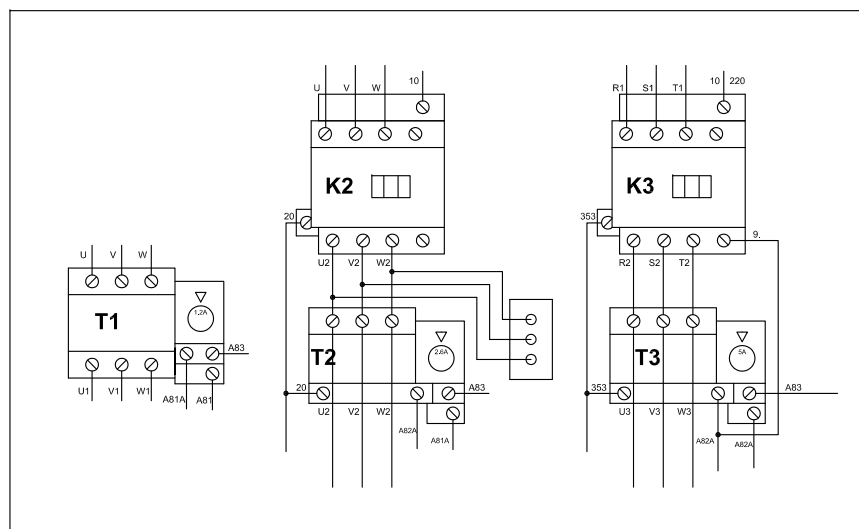 U V W 10
R1 S1 T1 10 220
K2
K3
20
353
9.
U2 V2 W2
R2 S2 T2
U V W
T1
1,2A
A83
U1 V1 W1
A81A
A81
T2
2.6A
20
A83
U2 V2 W2
A82A
A81A
T3
5A
353
A83
U3 V3 W3
A82A
A82A